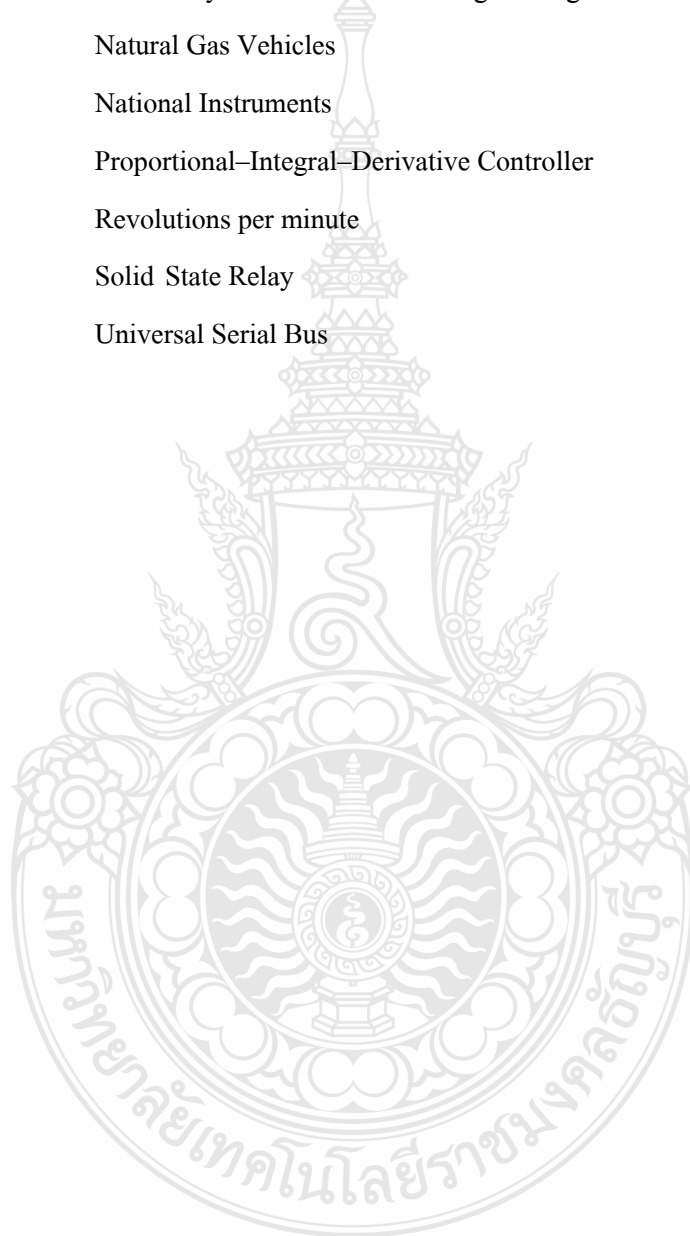 Natural Gas Vehicles
National Instruments
Proportional–Integral–Derivative Controller
Revolutions per minute
Solid State Relay
Universal Serial Bus
มหาวิทยาลัยเทคโนโลยีราชมงคลธัญบุรี